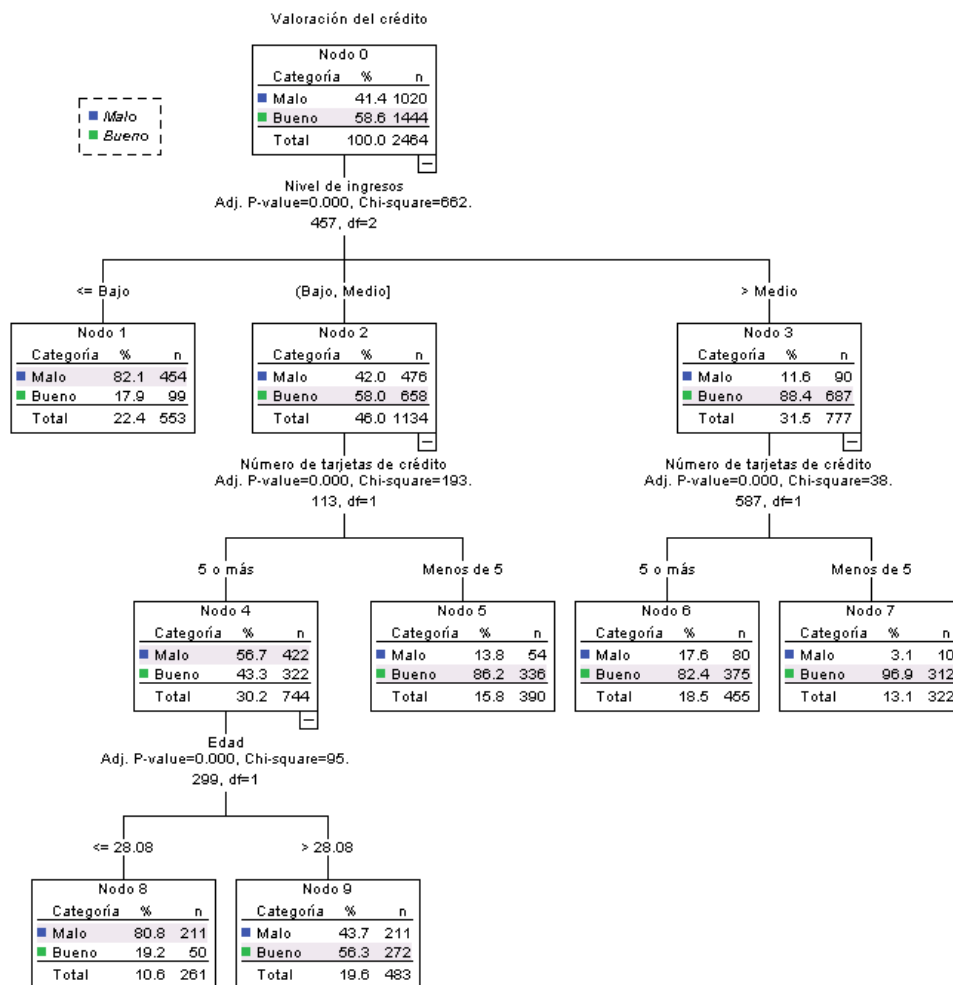 Valoración del crédito
Malo
Bueno
Nodo 0
Categoría % n
Malo 41.4 1020
Bueno 58.6 1444
Total 100.0 2464
Nivel de ingresos
Adj. P-value=0.000, Chi-square=662.
457, df=2
<= Bajo
(Bajo, Medio]
> Medio
Nodo 1
Categoría % n
Malo 82.1 454
Bueno 17.9 99
Total 22.4 553
Nodo 2
Categoría % n
Malo 42.0 476
Bueno 58.0 658
Total 46.0 1134
Nodo 3
Categoría % n
Malo 11.6 90
Bueno 88.4 687
Total 31.5 777
Número de tarjetas de crédito
Adj. P-value=0.000, Chi-square=193.
113, df=1
Número de tarjetas de crédito
Adj. P-value=0.000, Chi-square=38.
587, df=1
5 o más
Menos de 5
5 o más
Menos de 5
Nodo 4
Categoría % n
Malo 56.7 422
Bueno 43.3 322
Total 30.2 744
Nodo 5
Categoría % n
Malo 13.8 54
Bueno 86.2 336
Total 15.8 390
Nodo 6
Categoría % n
Malo 17.6 80
Bueno 82.4 375
Total 18.5 455
Nodo 7
Categoría % n
Malo 3.1 10
Bueno 96.9 312
Total 13.1 322
Edad
Adj. P-value=0.000, Chi-square=95.
299, df=1
<= 28.08
> 28.08
Nodo 8
Categoría % n
Malo 80.8 211
Bueno 19.2 50
Total 10.6 261
Nodo 9
Categoría % n
Malo 43.7 211
Bueno 56.3 272
Total 19.6 483